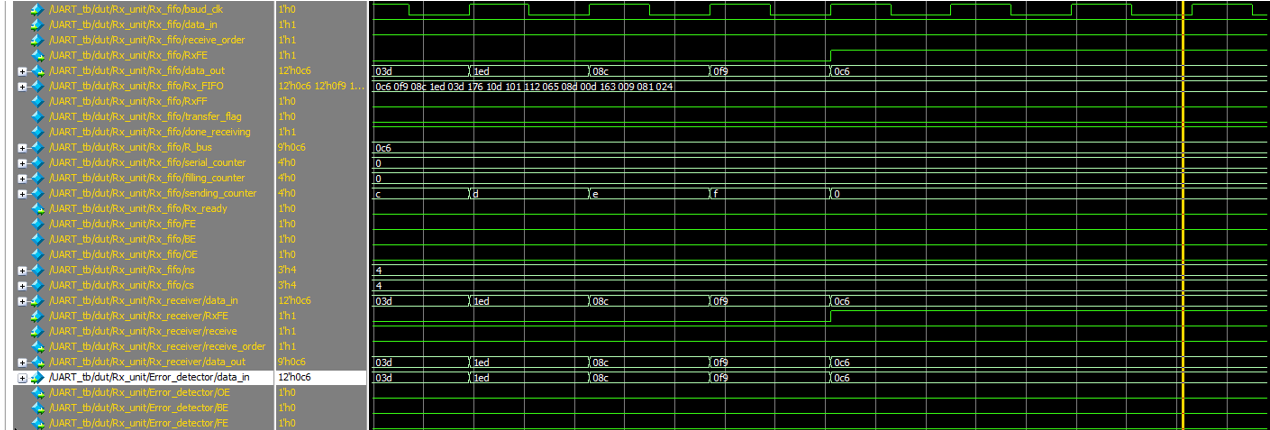 /UART_tb/dut/Rx_unit/Rx_fifo/baud_clk 1'h0
/UART_tb/dut/Rx_unit/Rx_fifo/data_in 1'h1
/UART_tb/dut/Rx_unit/Rx_fifo/receive_order 1'h1
/UART_tb/dut/Rx_unit/Rx_fifo/RxFE 1'h1
/UART_tb/dut/Rx_unit/Rx_fifo/data_out 12'h0c6 03d 1ed 08c 0f9 0c6
/UART_tb/dut/Rx_unit/Rx_fifo/Rx_FIFO 12'h0c6 12'h0f9 1... 0c6 0f9 08c 1ed 03d 176 10d 101 112 065 08d 00d 163 009 081 024
/UART_tb/dut/Rx_unit/Rx_fifo/RxFF 1'h0
/UART_tb/dut/Rx_unit/Rx_fifo/transfer_flag 1'h0
/UART_tb/dut/Rx_unit/Rx_fifo/done_receiving 1'h1
/UART_tb/dut/Rx_unit/Rx_fifo/R_bus 9'h0c6 0c6
/UART_tb/dut/Rx_unit/Rx_fifo/serial_counter 4'h0 0
/UART_tb/dut/Rx_unit/Rx_fifo/filling_counter 4'h0 0
/UART_tb/dut/Rx_unit/Rx_fifo/sending_counter 4'h0 c d e f 0
/UART_tb/dut/Rx_unit/Rx_fifo/Rx_ready 1'h0
/UART_tb/dut/Rx_unit/Rx_fifo/FE 1'h0
/UART_tb/dut/Rx_unit/Rx_fifo/BE 1'h0
/UART_tb/dut/Rx_unit/Rx_fifo/OE 1'h0
/UART_tb/dut/Rx_unit/Rx_fifo/ns 3'h4 4
/UART_tb/dut/Rx_unit/Rx_fifo/cs 3'h4 4
/UART_tb/dut/Rx_unit/Rx_receiver/data_in 12'h0c6 03d 1ed 08c 0f9 0c6
/UART_tb/dut/Rx_unit/Rx_receiver/RxFE 1'h1
/UART_tb/dut/Rx_unit/Rx_receiver/receive 1'h1
/UART_tb/dut/Rx_unit/Rx_receiver/receive_order 1'h1
/UART_tb/dut/Rx_unit/Rx_receiver/data_out 9'h0c6 03d 1ed 08c 0f9 0c6
/UART_tb/dut/Rx_unit/Error_detector/data_in 12'h0c6 03d 1ed 08c 0f9 0c6
/UART_tb/dut/Rx_unit/Error_detector/OE 1'h0
/UART_tb/dut/Rx_unit/Error_detector/BE 1'h0
/UART_tb/dut/Rx_unit/Error_detector/FE 1'h0